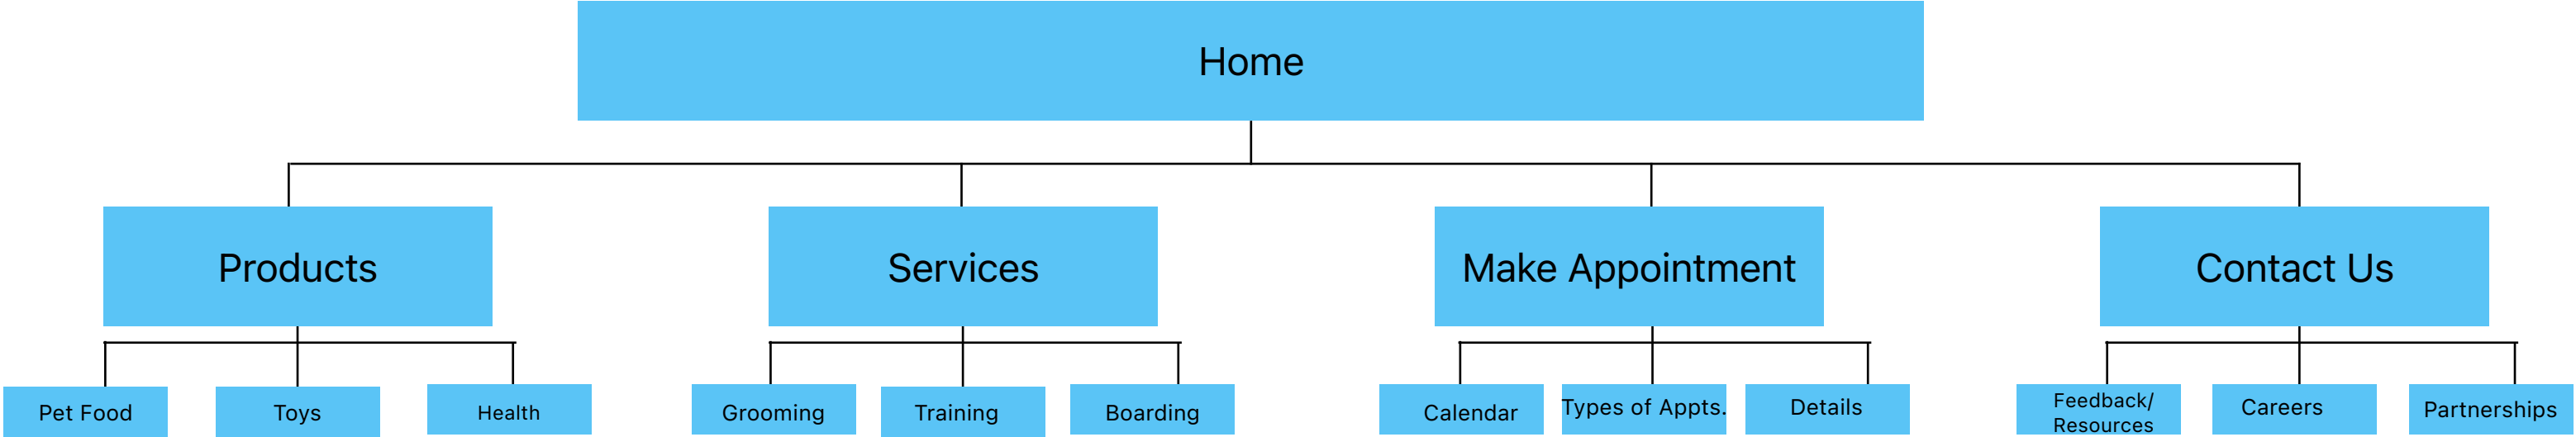 Home
Products
Services
Make Appointment
Contact Us
Pet Food
Toys
Health
Grooming
Training
Boarding
Calendar
Types of Appts.
Details
Feedback/
Resources
Careers
Partnerships